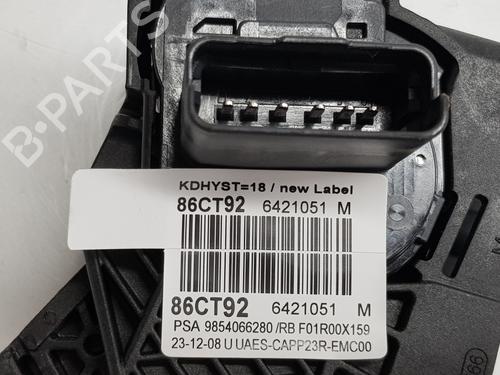 B-PARTS
KDHYST=18 / new Label
86CT92 6421051 M
86CT92 6421051 M
PSA 9854066280 /RB F01R00X159
23-12-08 U UAES-CAPP23R-EMC00